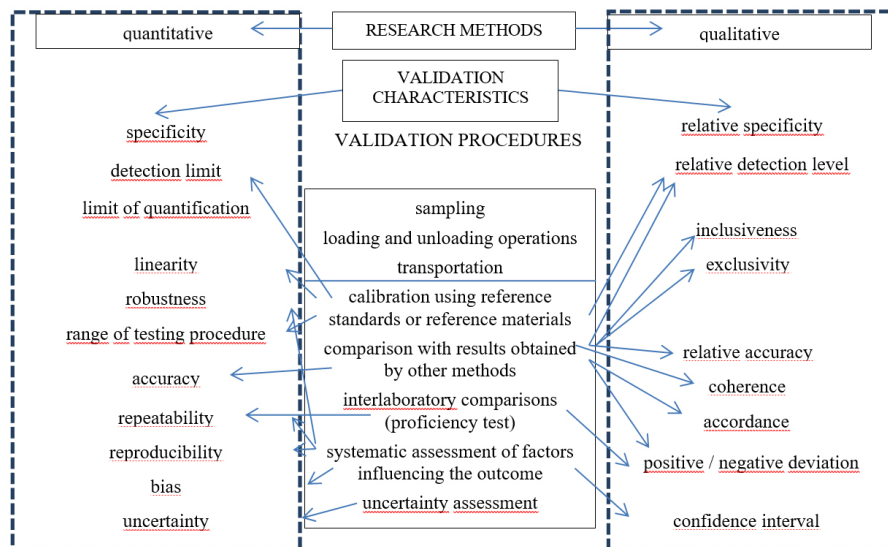 quantitative
RESEARCH METHODS
qualitative
VALIDATION
CHARACTERISTICS
VALIDATION PROCEDURES
specificity
detection limit
limit of quantification
linearity
robustness
range of testing procedure
accuracy
repeatability
reproducibility
bias
uncertainty
sampling
loading and unloading operations
transportation
calibration using reference
standards or reference materials
comparison with results obtained
by other methods
interlaboratory comparisons
(proficiency test)
systematic assessment of factors
influencing the outcome
uncertainty assessment
relative specificity
relative detection level
inclusiveness
exclusivity
relative accuracy
coherence
accordance
positive / negative deviation
confidence interval